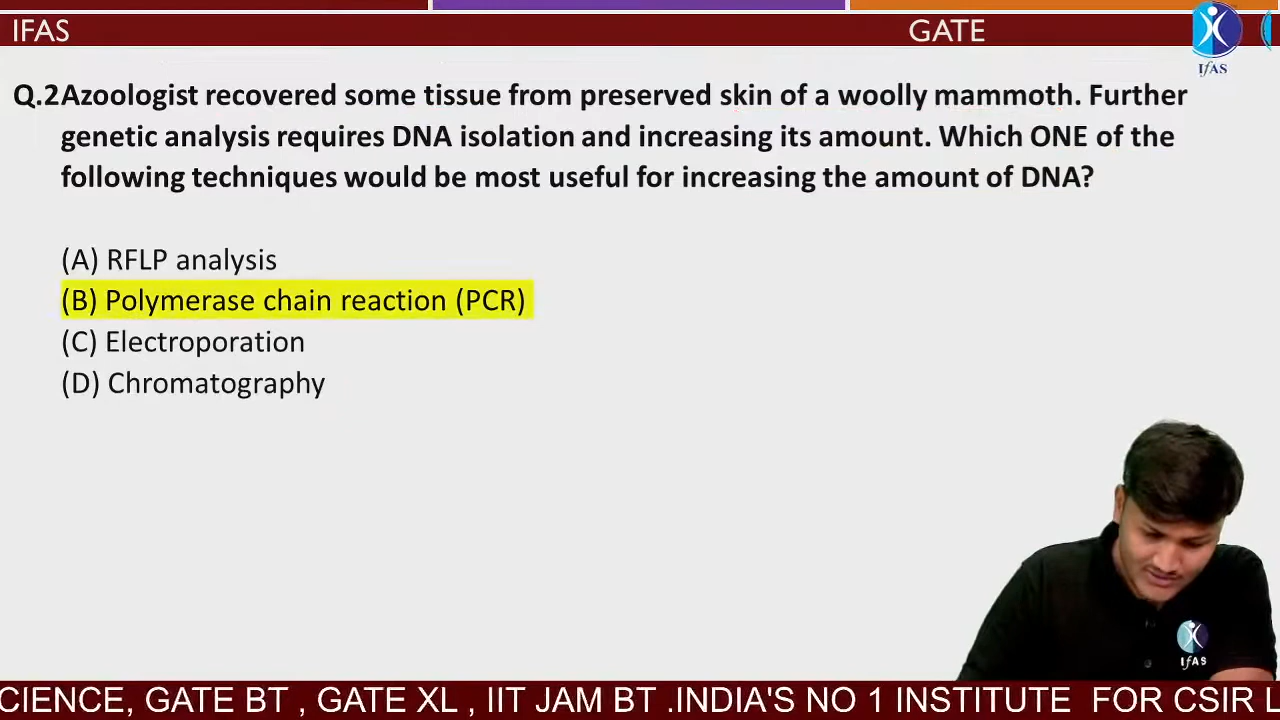 IFAS
GATE
IfAS
Q.2Azoologist recovered some tissue from preserved skin of a woolly mammoth. Further
genetic analysis requires DNA isolation and increasing its amount. Which ONE of the
following techniques would be most useful for increasing the amount of DNA?
(A) RFLP analysis
(B) Polymerase chain reaction (PCR)
(C) Electroporation
(D) Chromatography
IfAS
CIENCE, GATE BT , GATE XL , IIT JAM BT .INDIA'S NO 1 INSTITUTE FOR CSIR L